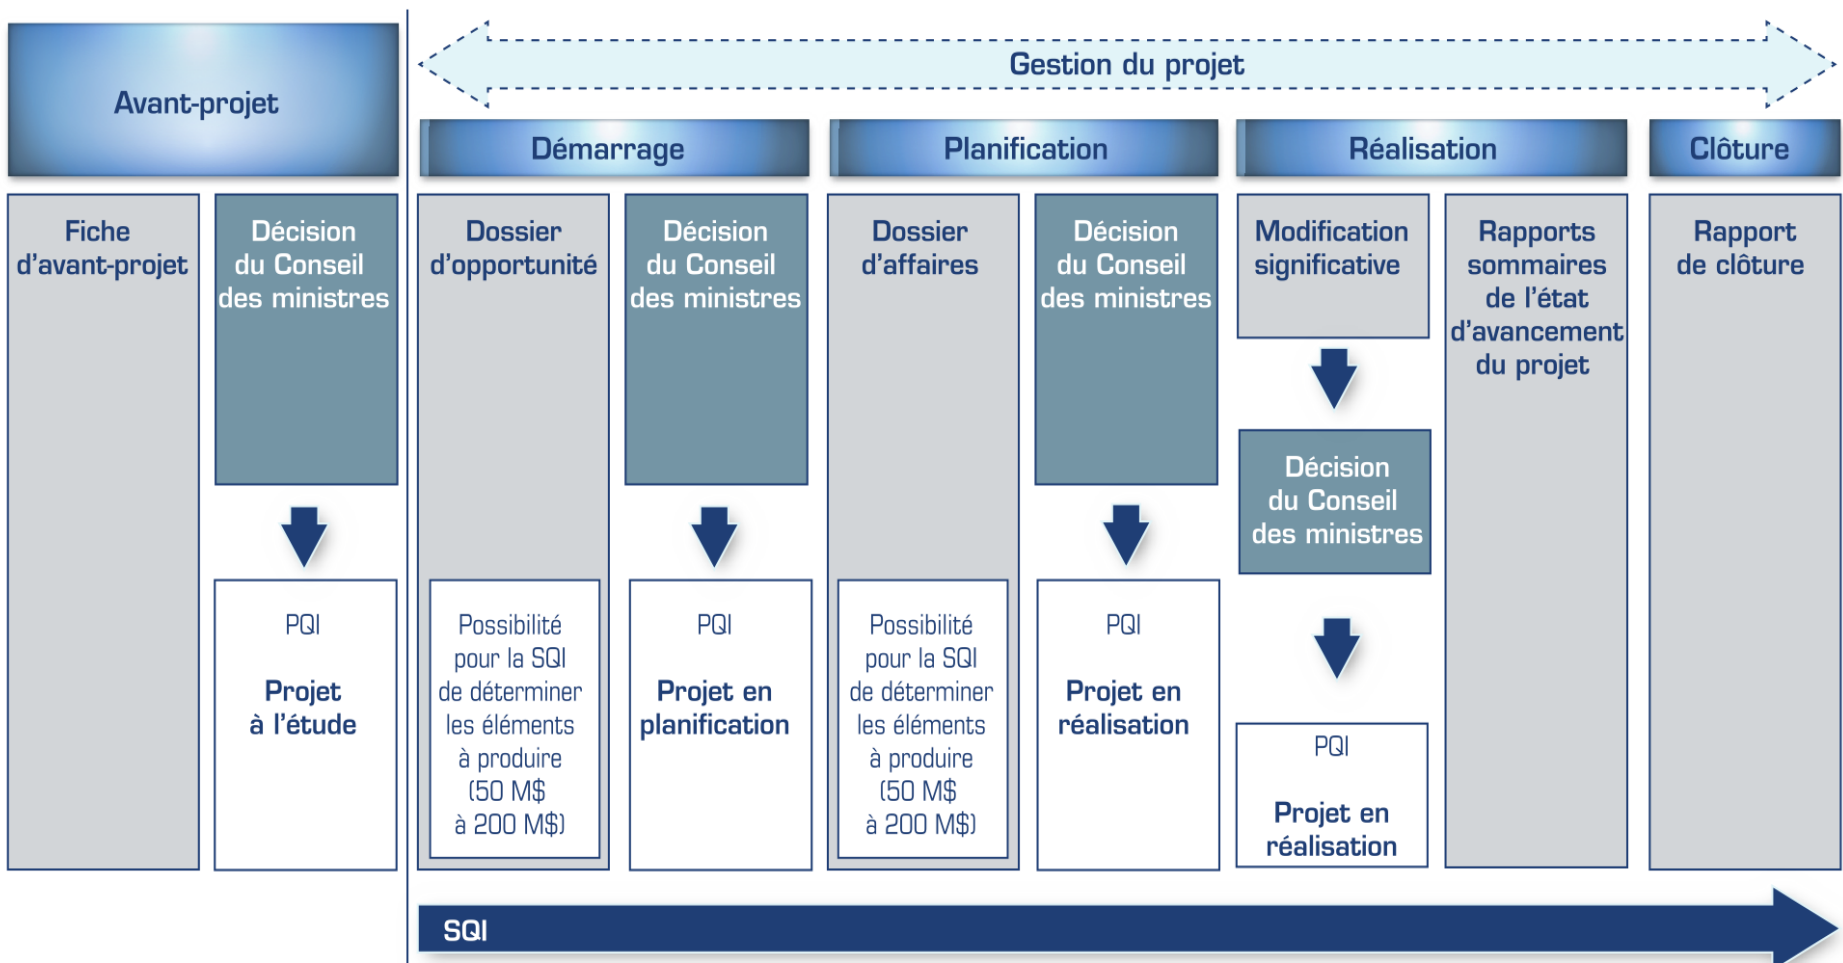 Avant-projet
Gestion du projet
Démarrage
Planification
Réalisation
Clôture
Fiche
d'avant-projet
Décision
du Conseil
des ministres
PQI
Projet
à l'étude
Dossier
d'opportunité
Possibilité
pour la SQI
de déterminer
les éléments
à produire
(50 M$
à 200 M$)
Décision
du Conseil
des ministres
PQI
Projet en
planification
Dossier
d'affaires
Possibilité
pour la SQI
de déterminer
les éléments
à produire
(50 M$
à 200 M$)
Décision
du Conseil
des ministres
PQI
Projet en
réalisation
Modification
significative
Décision
du Conseil
des ministres
PQI
Projet en
réalisation
Rapports
sommaires
de l'état
d'avancement
du projet
Rapport
de clôture
SQI